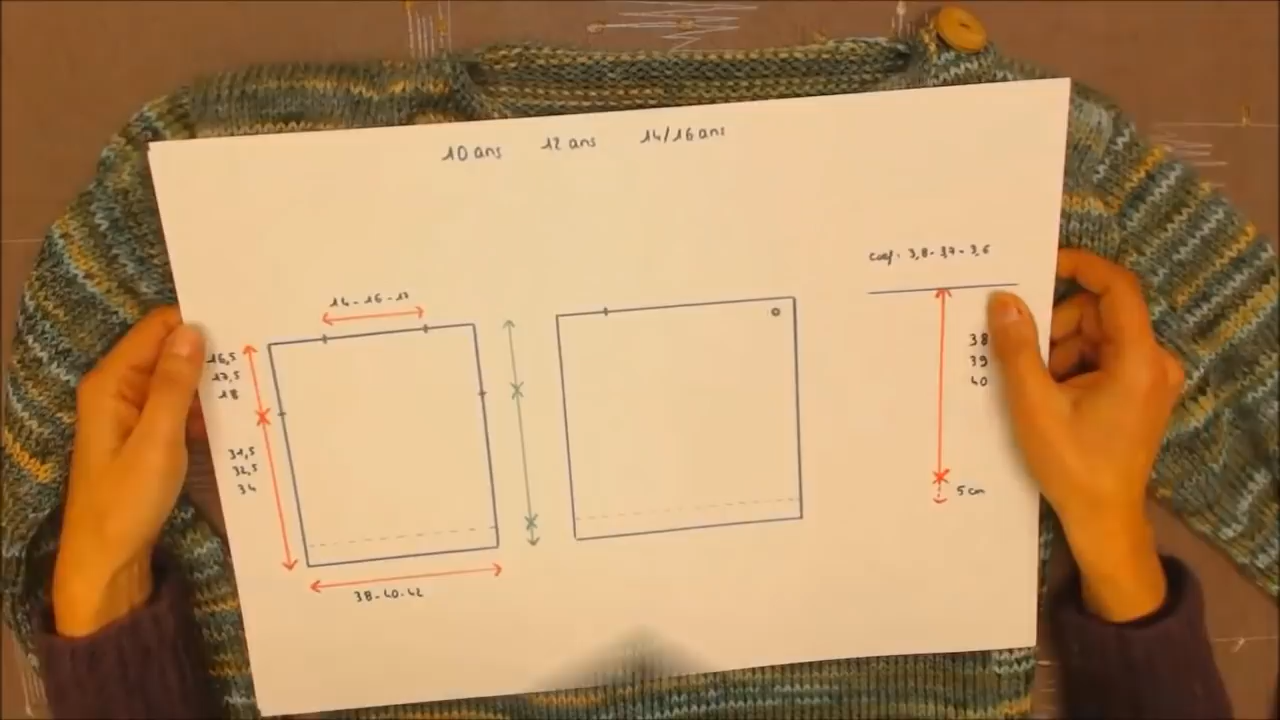 10 ans 12 ans 14/16 ans
coef: 3,8 - 3,7 - 3,6
14 - 16 - 17
16,5
17,5
18
38
39
40
31,5
32,5
34
5 cm
38 - 40 - 42